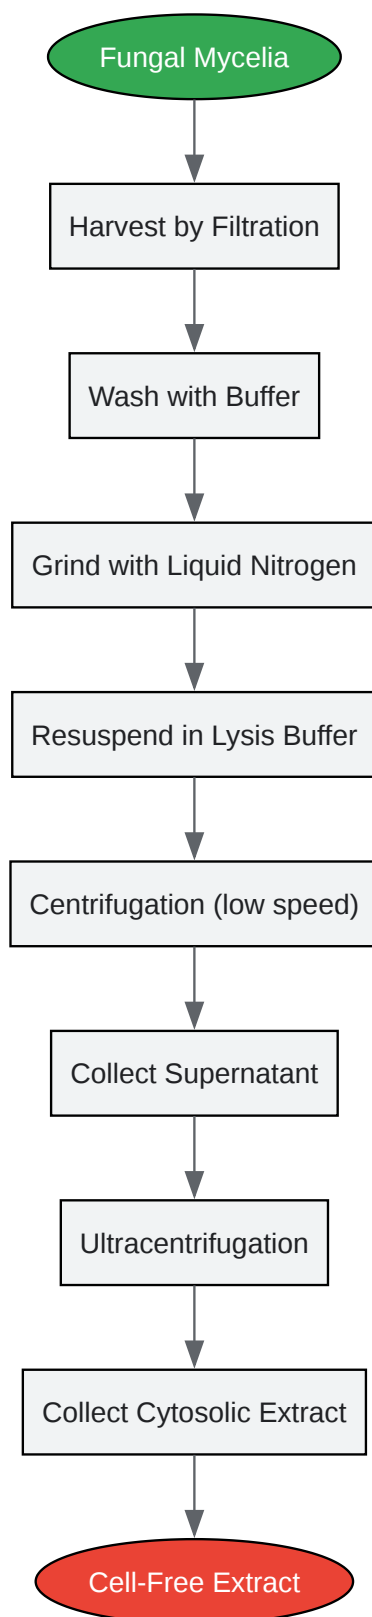 Fungal Mycelia
Harvest by Filtration
Wash with Buffer
Grind with Liquid Nitrogen
Resuspend in Lysis Buffer
Centrifugation (low speed)
Collect Supernatant
Ultracentrifugation
Collect Cytosolic Extract
Cell-Free Extract